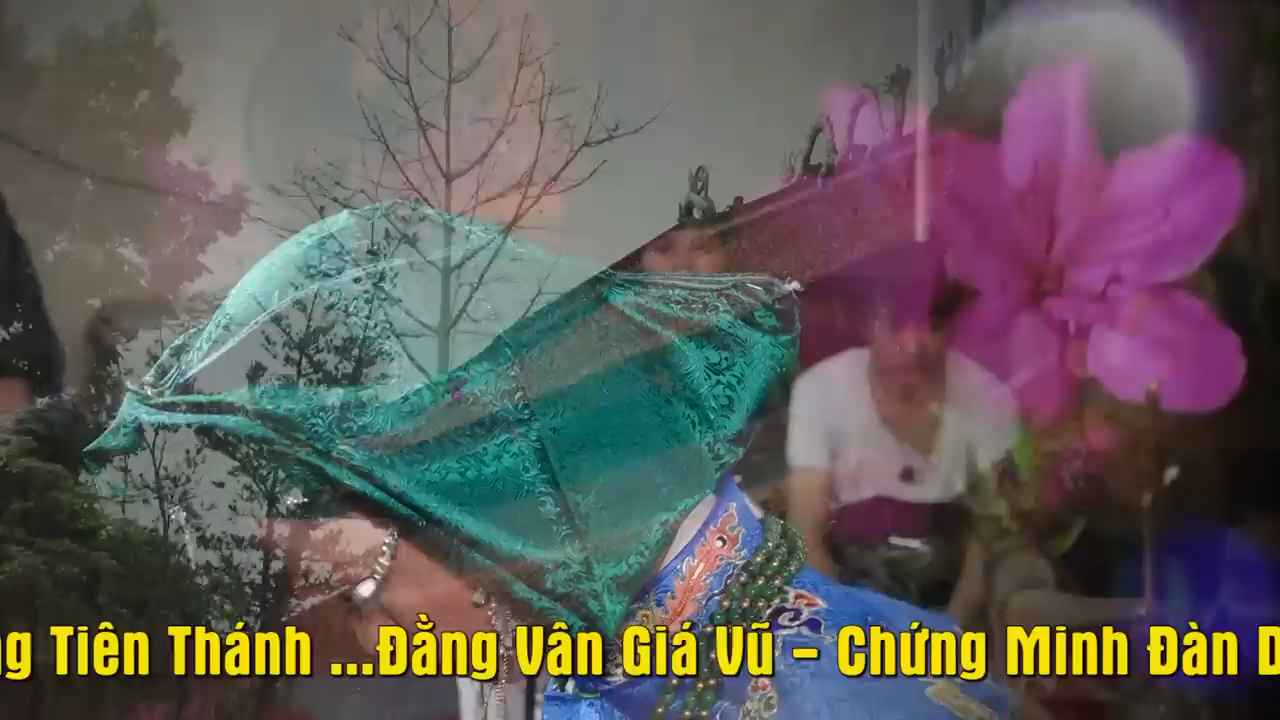 Tiên Thánh ...Đằng Vân Giá Vũ - Chứng Minh Đàn